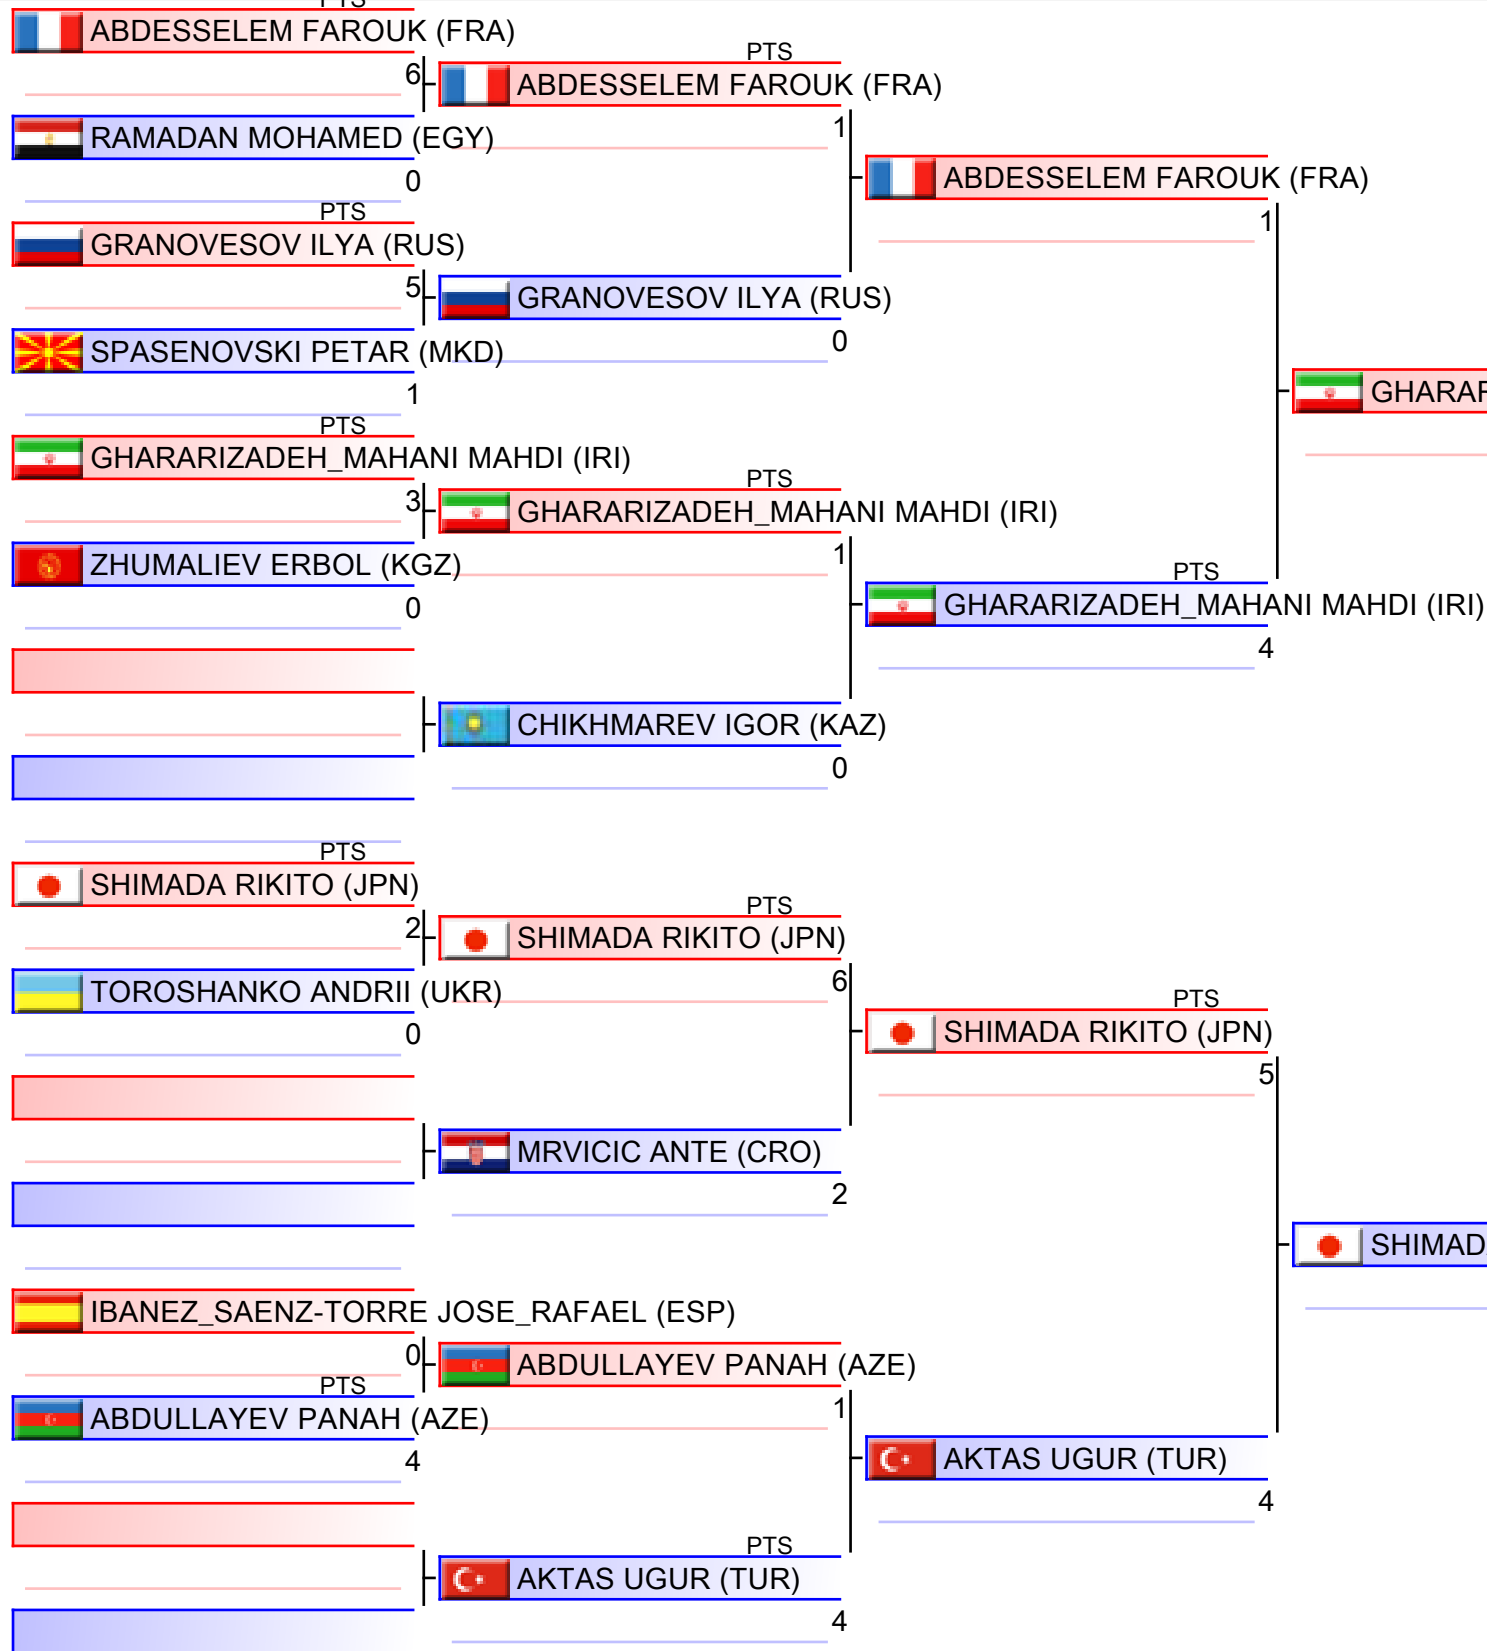 PTS
ABDESSELEM FAROUK (FRA)
6
RAMADAN MOHAMED (EGY)
0
PTS
GRANOVESOV ILYA (RUS)
5
SPASENOVSKI PETAR (MKD)
1
PTS
GHARARIZADEH_MAHANI MAHDI (IRI)
3
ZHUMALIEV ERBOL (KGZ)
0
PTS
SHIMADA RIKITO (JPN)
2
TOROSHANKO ANDRII (UKR)
0
IBANEZ_SAENZ-TORRE JOSE_RAFAEL (ESP)
0
PTS
ABDULLAYEV PANAH (AZE)
4
PTS
ABDESSELEM FAROUK (FRA)
1
GRANOVESOV ILYA (RUS)
0
PTS
GHARARIZADEH_MAHANI MAHDI (IRI)
1
CHIKHMAREV IGOR (KAZ)
0
PTS
SHIMADA RIKITO (JPN)
6
MRVICIC ANTE (CRO)
2
ABDULLAYEV PANAH (AZE)
1
PTS
AKTAS UGUR (TUR)
4
ABDESSELEM FAROUK (FRA)
1
PTS
GHARARIZADEH_MAHANI MAHDI (IRI)
4
PTS
SHIMADA RIKITO (JPN)
5
AKTAS UGUR (TUR)
4